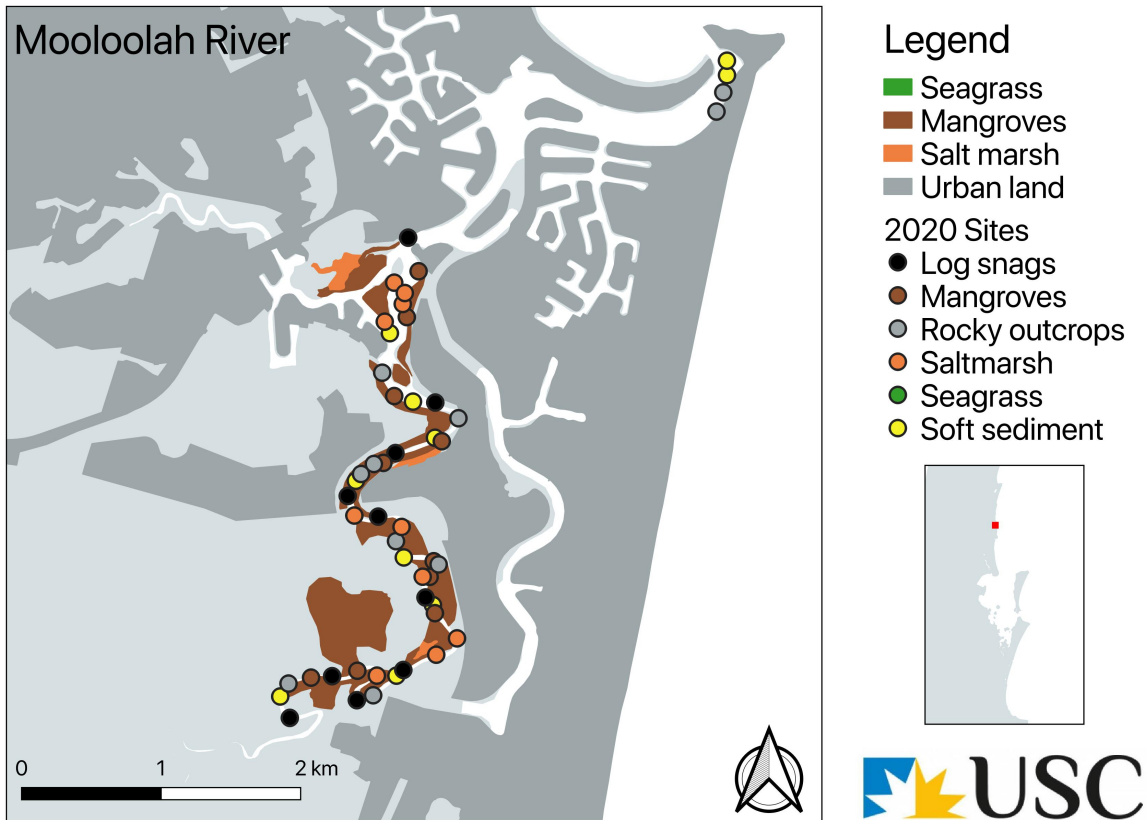 Mooloolah River
Legend
Seagrass
Mangroves
Salt marsh
Urban land
2020 Sites
Log snags
Mangroves
Rocky outcrops
Saltmarsh
Seagrass
Soft sediment
0 1 2 km
USC